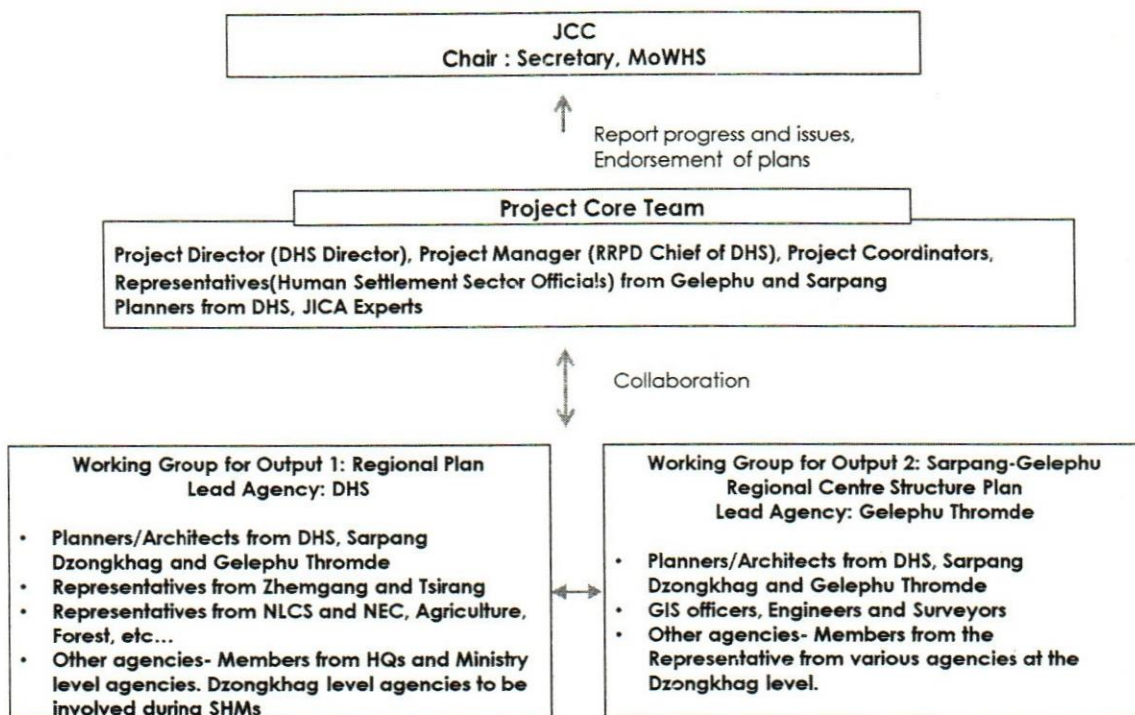 JCC
Chair : Secretary, MoWHS
Report progress and issues,
Endorsement of plans
Project Core Team
Project Director (DHS Director), Project Manager (RRPD Chief of DHS), Project Coordinators,
Representatives(Human Settlement Sector Officials) from Gelephu and Sarpang
Planners from DHS, JICA Experts
Collaboration
Working Group for Output 1: Regional Plan
Lead Agency: DHS
• Planners/Architects from DHS, Sarpang
Dzongkhag and Gelephu Thromde
• Representatives from Zhemgang and Tsirang
• Representatives from NLCS and NEC, Agriculture,
Forest, etc...
• Other agencies- Members from HQs and Ministry
level agencies. Dzongkhag level agencies to be
involved during SHMs
Working Group for Output 2: Sarpang-Gelephu
Regional Centre Structure Plan
Lead Agency: Gelephu Thromde
• Planners/Architects from DHS, Sarpang
Dzongkhag and Gelephu Thromde
• GIS officers, Engineers and Surveyors
• Other agencies- Members from the
Representative from various agencies at the
Dzongkhag level.